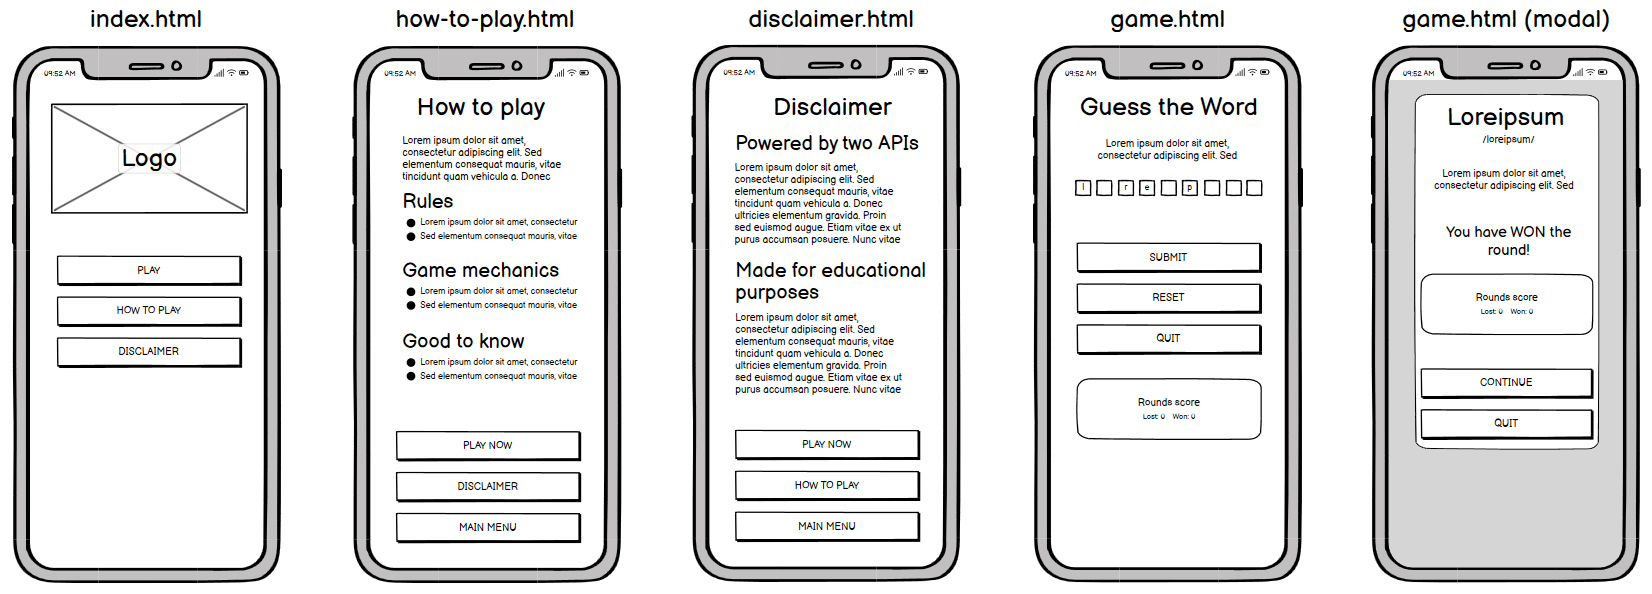 index.html
09:52 AM
Logo
PLAY
HOW TO PLAY
DISCLAIMER
how-to-play.html
09:52 AM
How to play
Lorem ipsum dolor sit amet,
consectetur adipiscing elit. Sed
elementum consequat mauris, vitae
tincidunt quam vehicula a. Donec
Rules
Lorem ipsum dolor sit amet, consectetur
Sed elementum consequat mauris, vitae
Game mechanics
Lorem ipsum dolor sit amet, consectetur
Sed elementum consequat mauris, vitae
Good to know
Lorem ipsum dolor sit amet, consectetur
Sed elementum consequat mauris, vitae
PLAY NOW
DISCLAIMER
MAIN MENU
disclaimer.html
09:52 AM
Disclaimer
Powered by two APIs
Lorem ipsum dolor sit amet,
consectetur adipiscing elit. Sed
elementum consequat mauris, vitae
tincidunt quam vehicula a. Donec
ultricies elementum gravida. Proin
sed euismod augue. Etiam vitae ex ut
purus accumsan posuere. Nunc vitae
Made for educational
purposes
Lorem ipsum dolor sit amet,
consectetur adipiscing elit. Sed
elementum consequat mauris, vitae
tincidunt quam vehicula a. Donec
ultricies elementum gravida. Proin
sed euismod augue. Etiam vitae ex ut
purus accumsan posuere. Nunc vitae
PLAY NOW
HOW TO PLAY
MAIN MENU
game.html
09:52 AM
Guess the Word
Lorem ipsum dolor sit amet,
consectetur adipiscing elit. Sed
l r e p
SUBMIT
RESET
QUIT
Rounds score
Lost: 0 Won: 0
game.html (modal)
09:52 AM
Loreipsum
/loreipsum/
Lorem ipsum dolor sit amet,
consectetur adipiscing elit. Sed
You have WON the
round!
Rounds score
Lost: 0 Won: 0
CONTINUE
QUIT